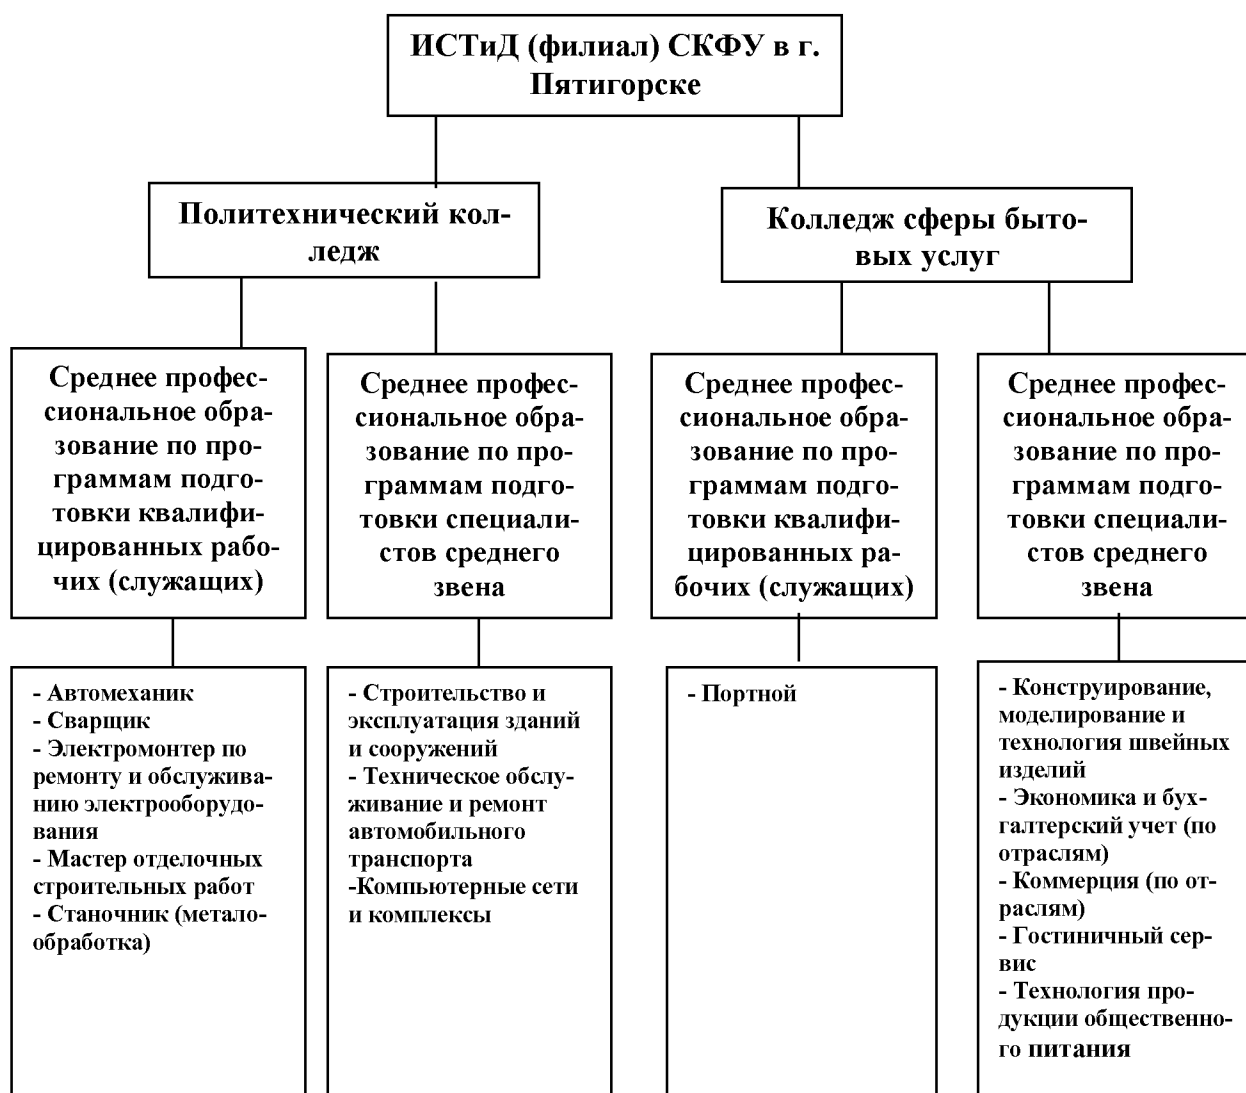 ИСТиД (филиал) СКФУ в г.
Пятигорске
Политехнический кол-
ледж
Колледж сферы быто-
вых услуг
Среднее профес-
сиональное обра-
зование по про-
граммам подго-
товки квалифи-
цированных рабо-
чих (служащих)
Среднее профес-
сиональное обра-
зование по про-
граммам подго-
товки специали-
стов среднего
звена
Среднее профес-
сиональное обра-
зование по про-
граммам подго-
товки квалифи-
цированных ра-
бочих (служащих)
Среднее профес-
сиональное обра-
зование по про-
граммам подго-
товки специали-
стов среднего
звена
- Автомеханик
- Сварщик
- Электромонтер по
ремонту и обслужива-
нию электрооборудо-
вания
- Мастер отделочных
строительных работ
- Станочник (метало-
обработка)
- Строительство и
эксплуатация зданий
и сооружений
- Техническое обслу-
живание и ремонт
автомобильного
транспорта
-Компьютерные сети
и комплексы
- Портной
- Конструирование,
моделирование и
технология швейных
изделий
- Экономика и бух-
галтерский учет (по
отраслям)
- Коммерция (по от-
раслям)
- Гостиничный сер-
вис
- Технология про-
дукции общественно-
го питания